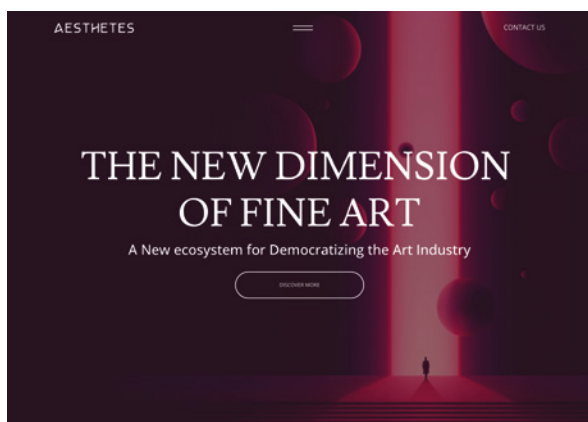 AESTHETES
CONTACT US
THE NEW DIMENSION
OF FINE ART
A New ecosystem for Democratizing the Art Industry
DISCOVER MORE